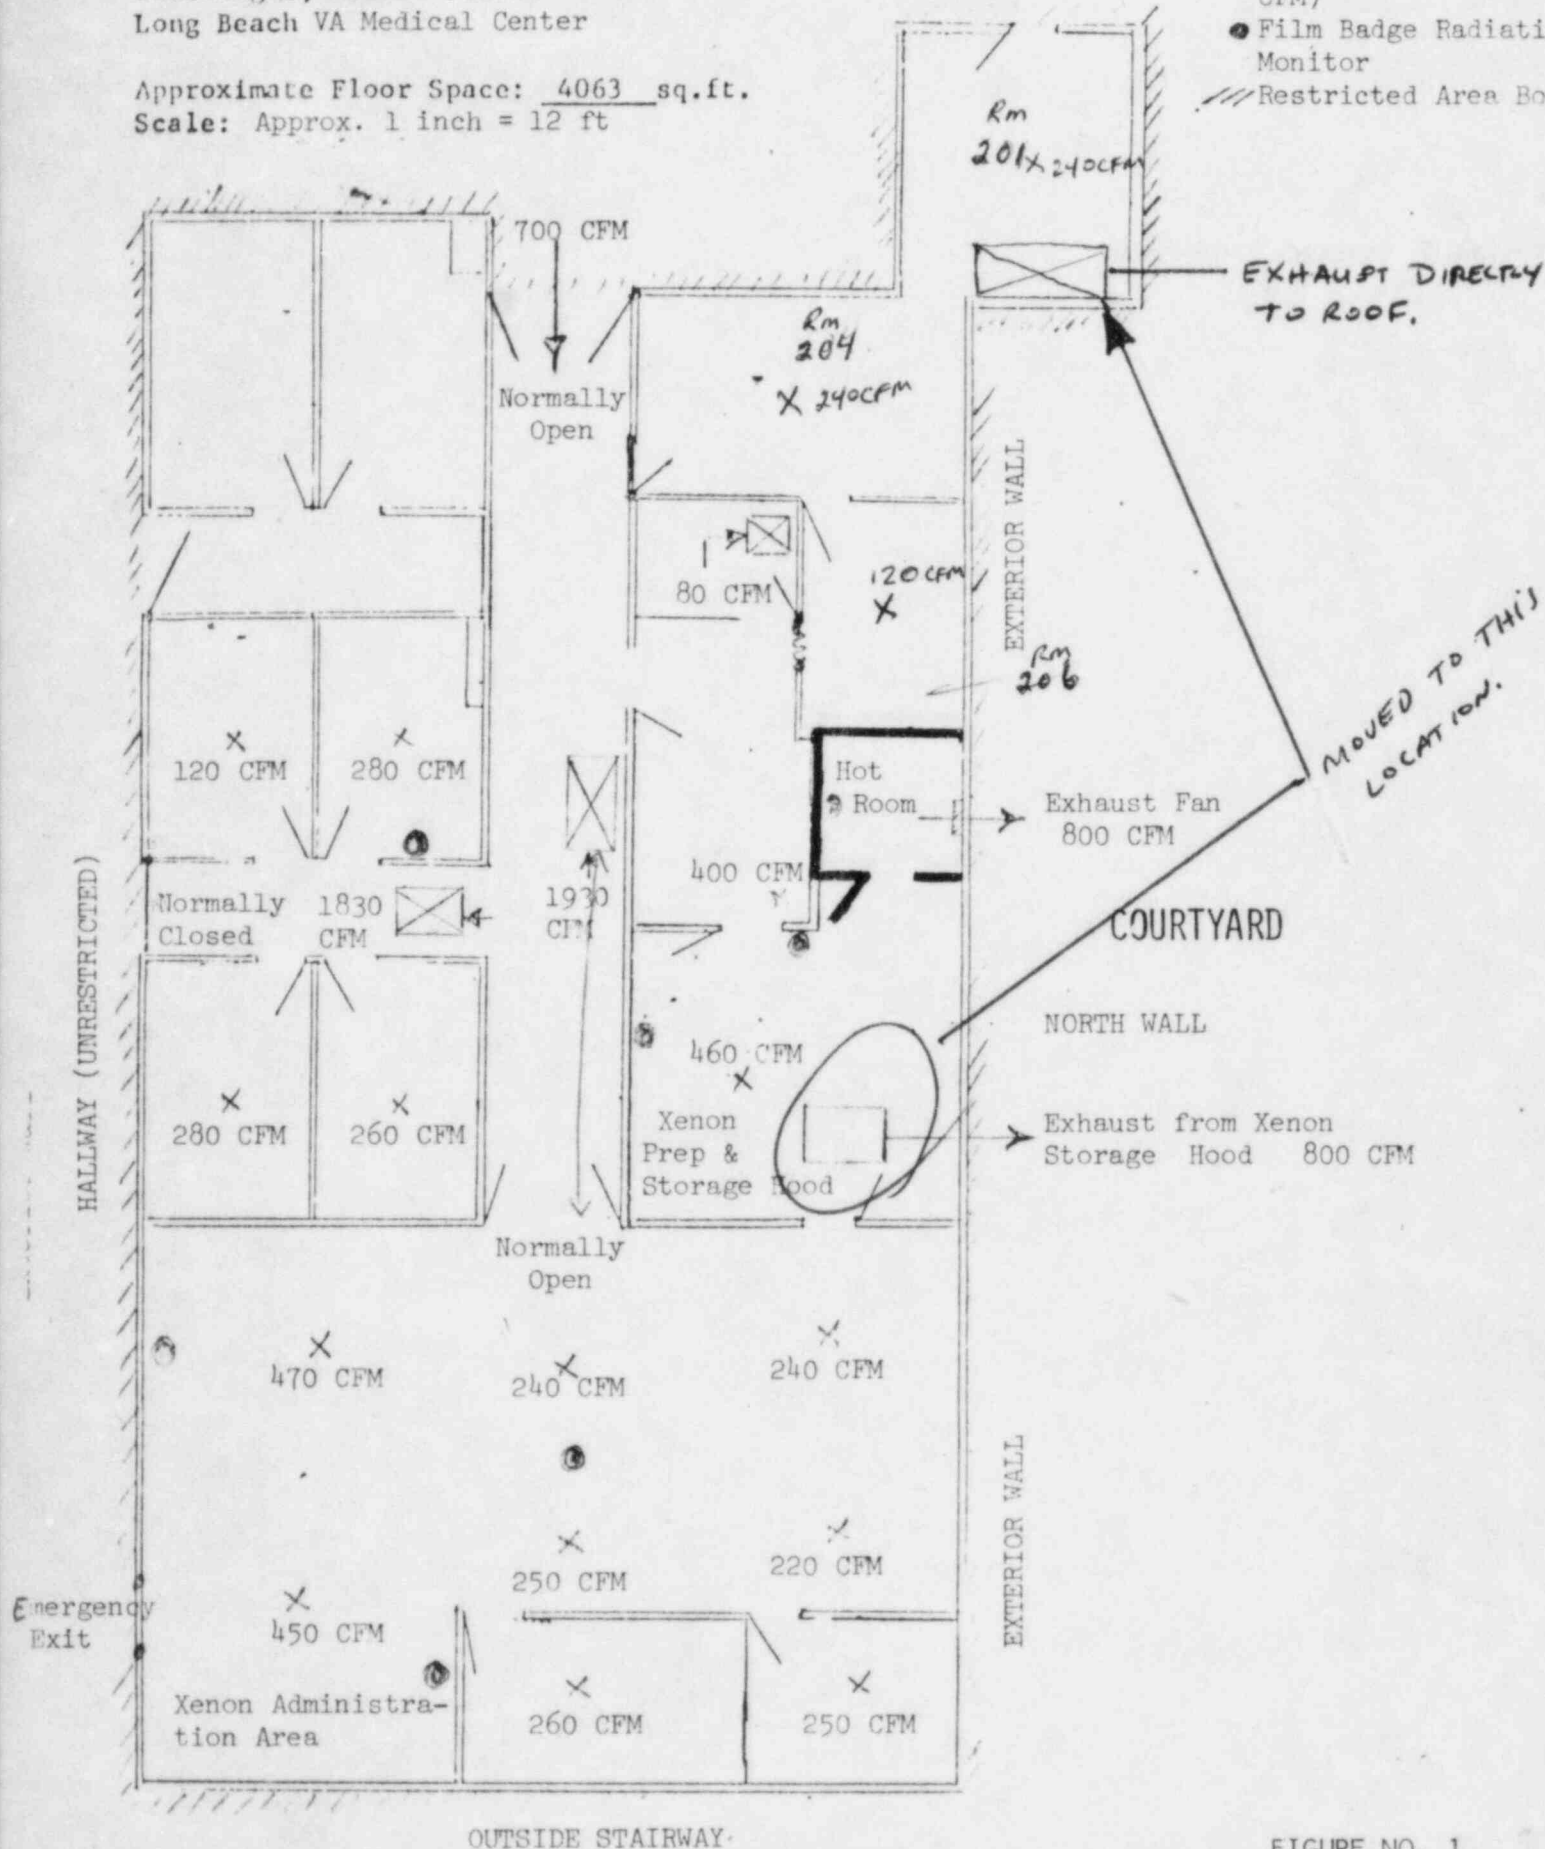 Long Beach VA Medical Center
Approximate Floor Space: 4063 sq.ft.
Scale: Approx. 1 inch = 12 ft
CFM)
● Film Badge Radiati
Monitor
///Restricted Area Bo
Rm
201 X 240 CFM
700 CFM
EXHAUST DIRECTLY
TO ROOF.
Rm
204
X 240 CFM
Normally
Open
EXTERIOR WALL
80 CFM
120 CFM
X
Rm
206
MOVED TO THIS
LOCATION.
X
120 CFM
X
280 CFM
Hot
Room
Exhaust Fan
800 CFM
400 CFM
X
HALLWAY (UNRESTRICTED)
Normally
Closed
1830
CFM
1930
CFM
COURTYARD
NORTH WALL
460 CFM
X
X
280 CFM
X
260 CFM
Xenon
Prep &
Storage Hood
Exhaust from Xenon
Storage Hood 800 CFM
Normally
Open
X
470 CFM
X
240 CFM
X
240 CFM
EXTERIOR WALL
X
250 CFM
X
220 CFM
Emergency
Exit
X
450 CFM
Xenon Administra-
tion Area
X
260 CFM
X
250 CFM
OUTSIDE STAIRWAY
FIGURE NO. 1